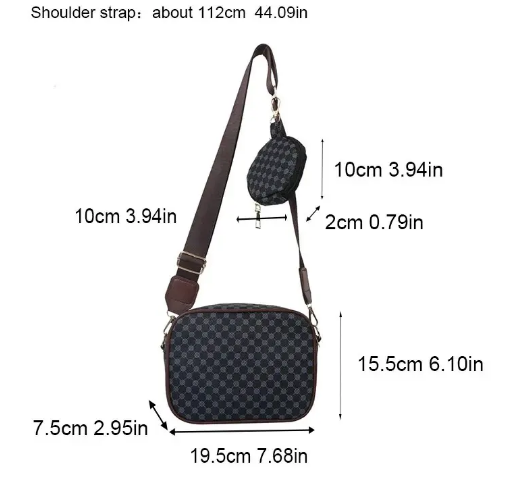 Shoulder strap：about 112cm 44.09in
10cm 3.94in
10cm 3.94in
2cm 0.79in
15.5cm 6.10in
7.5cm 2.95in
19.5cm 7.68in